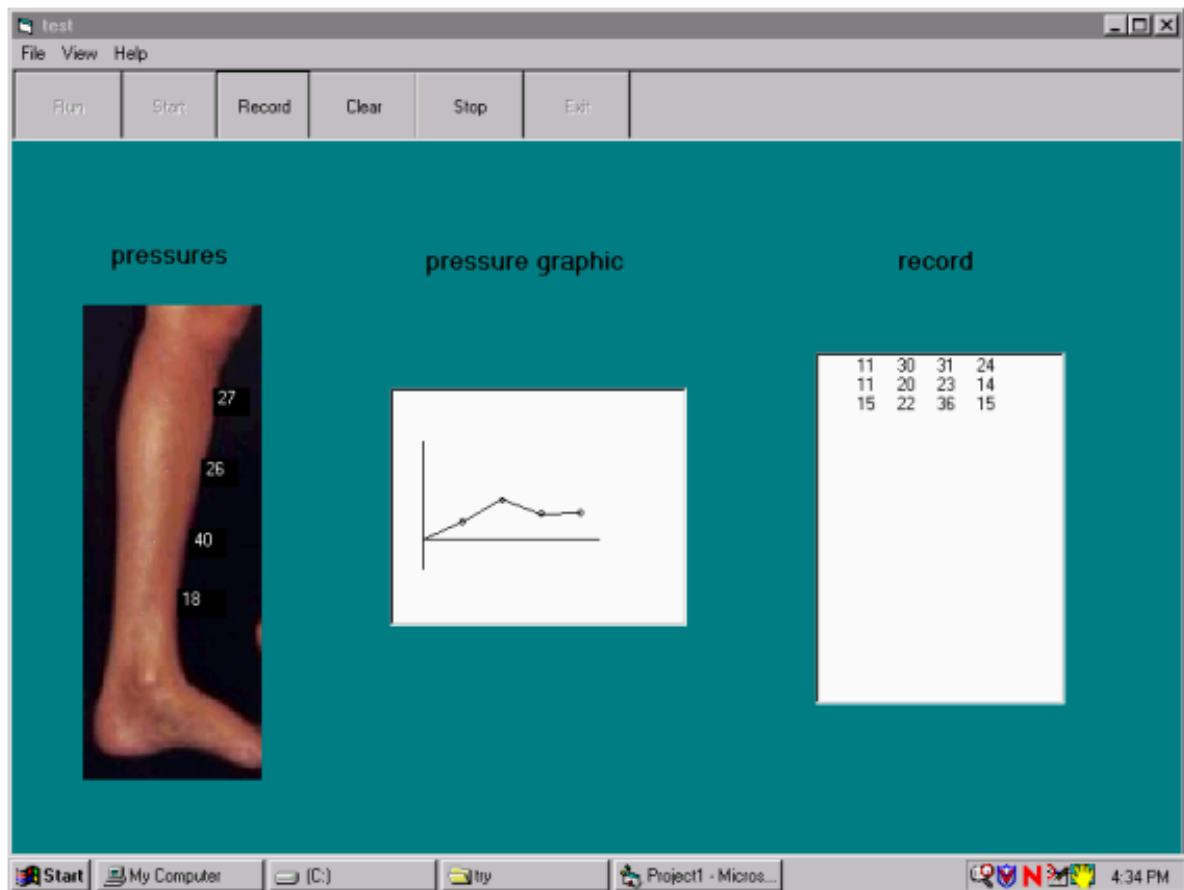 test
File View Help
Run Start Record Clear Stop Exit
pressures
pressure graphic
record
27
26
40
18
11 30 31 24
11 20 23 14
15 22 36 15
Start My Computer (C:) try Project1 - Micros... 4:34 PM